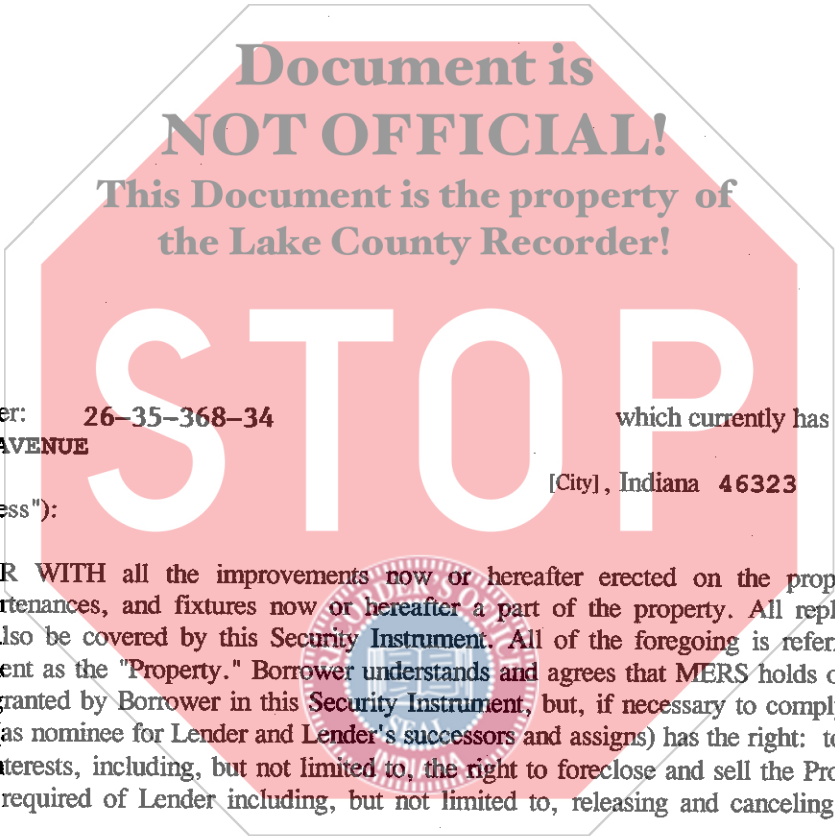 Document is
NOT OFFICIAL!
This Document is the property of
the Lake County Recorder!
STOP
er: 26-35-368-34 which currently has
AVENUE
[City], Indiana 46323
ess"):
R WITH all the improvements now or hereafter erected on the prop
rtenances, and fixtures now or hereafter a part of the property. All repl
lso be covered by this Security Instrument. All of the foregoing is refer
ent as the "Property." Borrower understands and agrees that MERS holds o
ranted by Borrower in this Security Instrument, but, if necessary to compl
as nominee for Lender and Lender's successors and assigns) has the right: t
terests, including, but not limited to, the right to foreclose and sell the Pro
required of Lender including, but not limited to, releasing and canceling
RECORDER'S OFFICE
SEAL